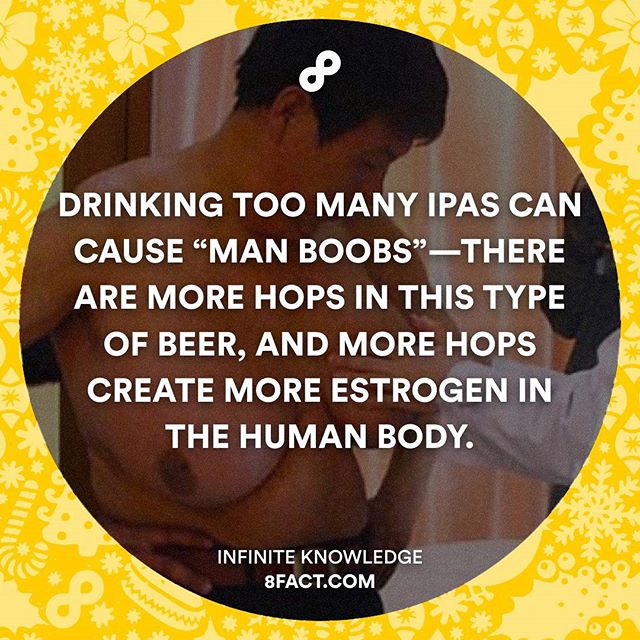 DRINKING TOO MANY IPAS CAN
CAUSE “MAN BOOBS”—THERE
ARE MORE HOPS IN THIS TYPE
OF BEER, AND MORE HOPS
CREATE MORE ESTROGEN IN
THE HUMAN BODY.
INFINITE KNOWLEDGE
8FACT.COM